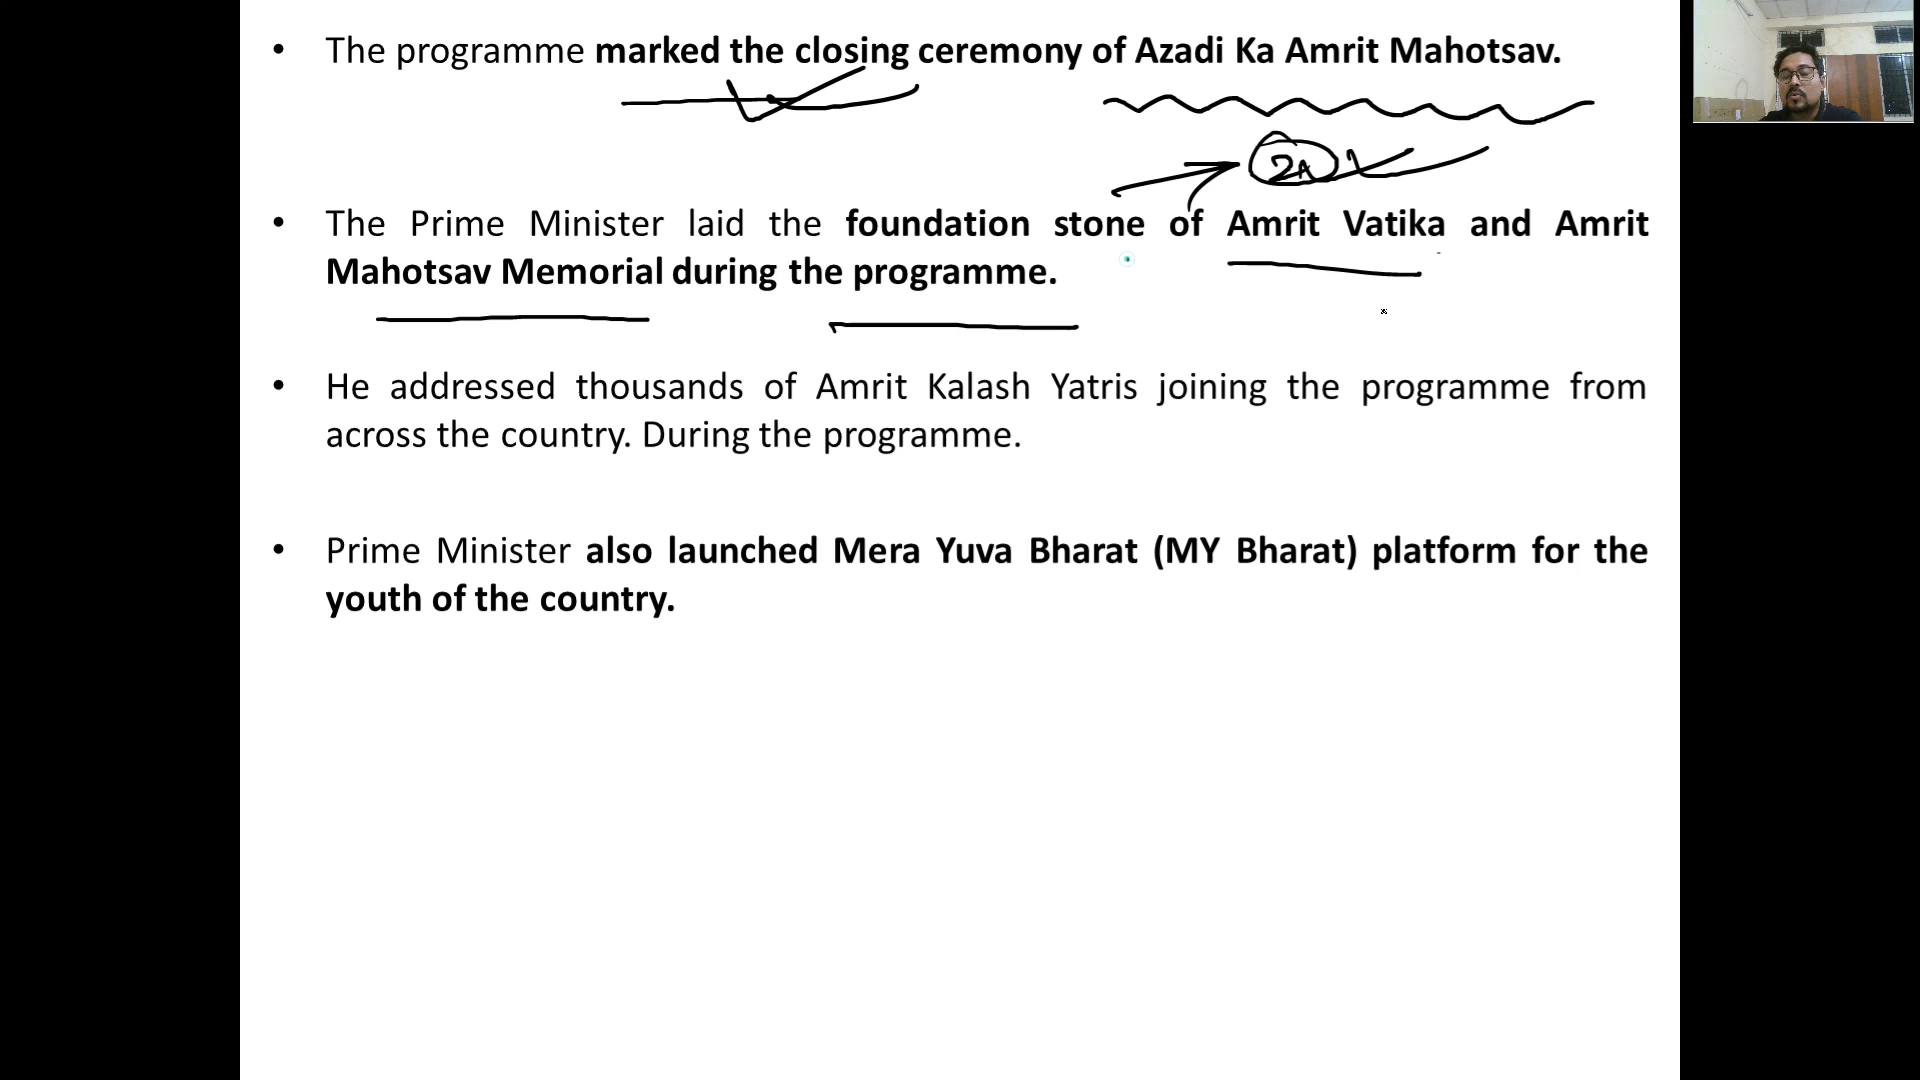 • The programme marked the closing ceremony of Azadi Ka Amrit Mahotsav.
• The Prime Minister laid the foundation stone of Amrit Vatika and Amrit
Mahotsav Memorial during the programme.
• He addressed thousands of Amrit Kalash Yatris joining the programme from
across the country. During the programme.
• Prime Minister also launched Mera Yuva Bharat (MY Bharat) platform for the
youth of the country.